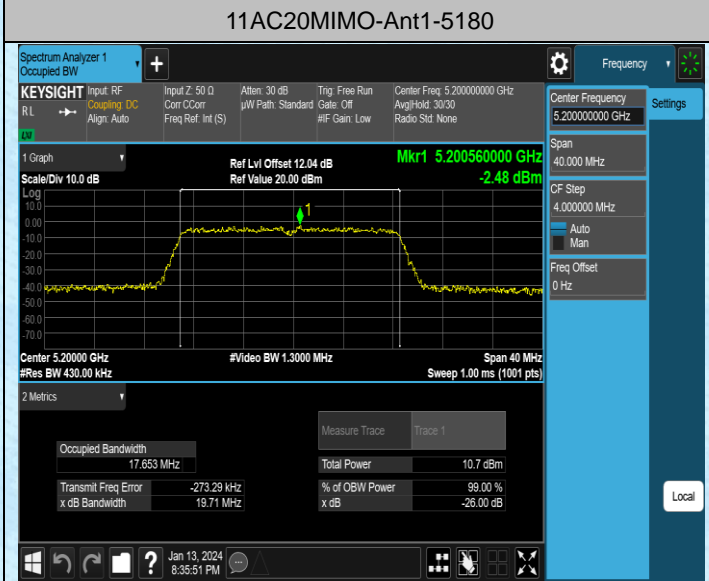 11AC20MIMO-Ant1-5180
Spectrum Analyzer 1
Occupied BW
+
Frequency
KEYSIGHT Input: RF Input Z: 50 Ω Atten: 30 dB Trig: Free Run Center Freq: 5.200000000 GHz
RL Coupling: DC Corr CCorr µW Path: Standard Gate: Off Avg|Hold: 30/30
Align: Auto Freq Ref: Int (S) #IF Gain: Low Radio Std: None
LXI
Center Frequency
5.200000000 GHz
Settings
Span
40.000 MHz
CF Step
4.000000 MHz
Auto
Man
Freq Offset
0 Hz
1 Graph Ref Lvl Offset 12.04 dB Mkr1 5.200560000 GHz
Scale/Div 10.0 dB Ref Value 20.00 dBm -2.48 dBm
Log
10.0
0.00
-10.0
-20.0
-30.0
-40.0
-50.0
-60.0
-70.0
1
Center 5.20000 GHz #Video BW 1.3000 MHz Span 40 MHz
#Res BW 430.00 kHz Sweep 1.00 ms (1001 pts)
2 Metrics
Measure Trace Trace 1
Occupied Bandwidth
17.653 MHz Total Power 10.7 dBm
Transmit Freq Error -273.29 kHz % of OBW Power 99.00 %
x dB Bandwidth 19.71 MHz x dB -26.00 dB
Local
? Jan 13, 2024
8:35:51 PM